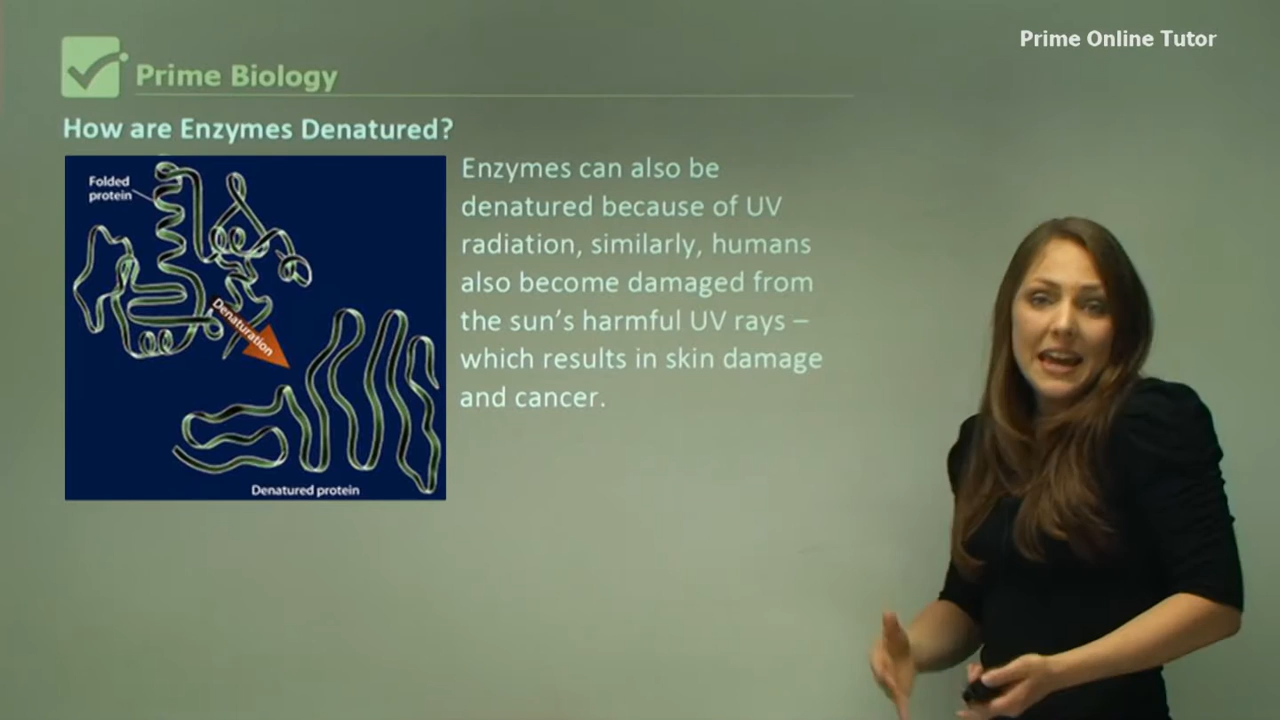 Prime Online Tutor
Prime Biology
How are Enzymes Denatured?
Folded
protein
Denaturation
Denatured protein
Enzymes can also be
denatured because of UV
radiation, similarly, humans
also become damaged from
the sun’s harmful UV rays –
which results in skin damage
and cancer.